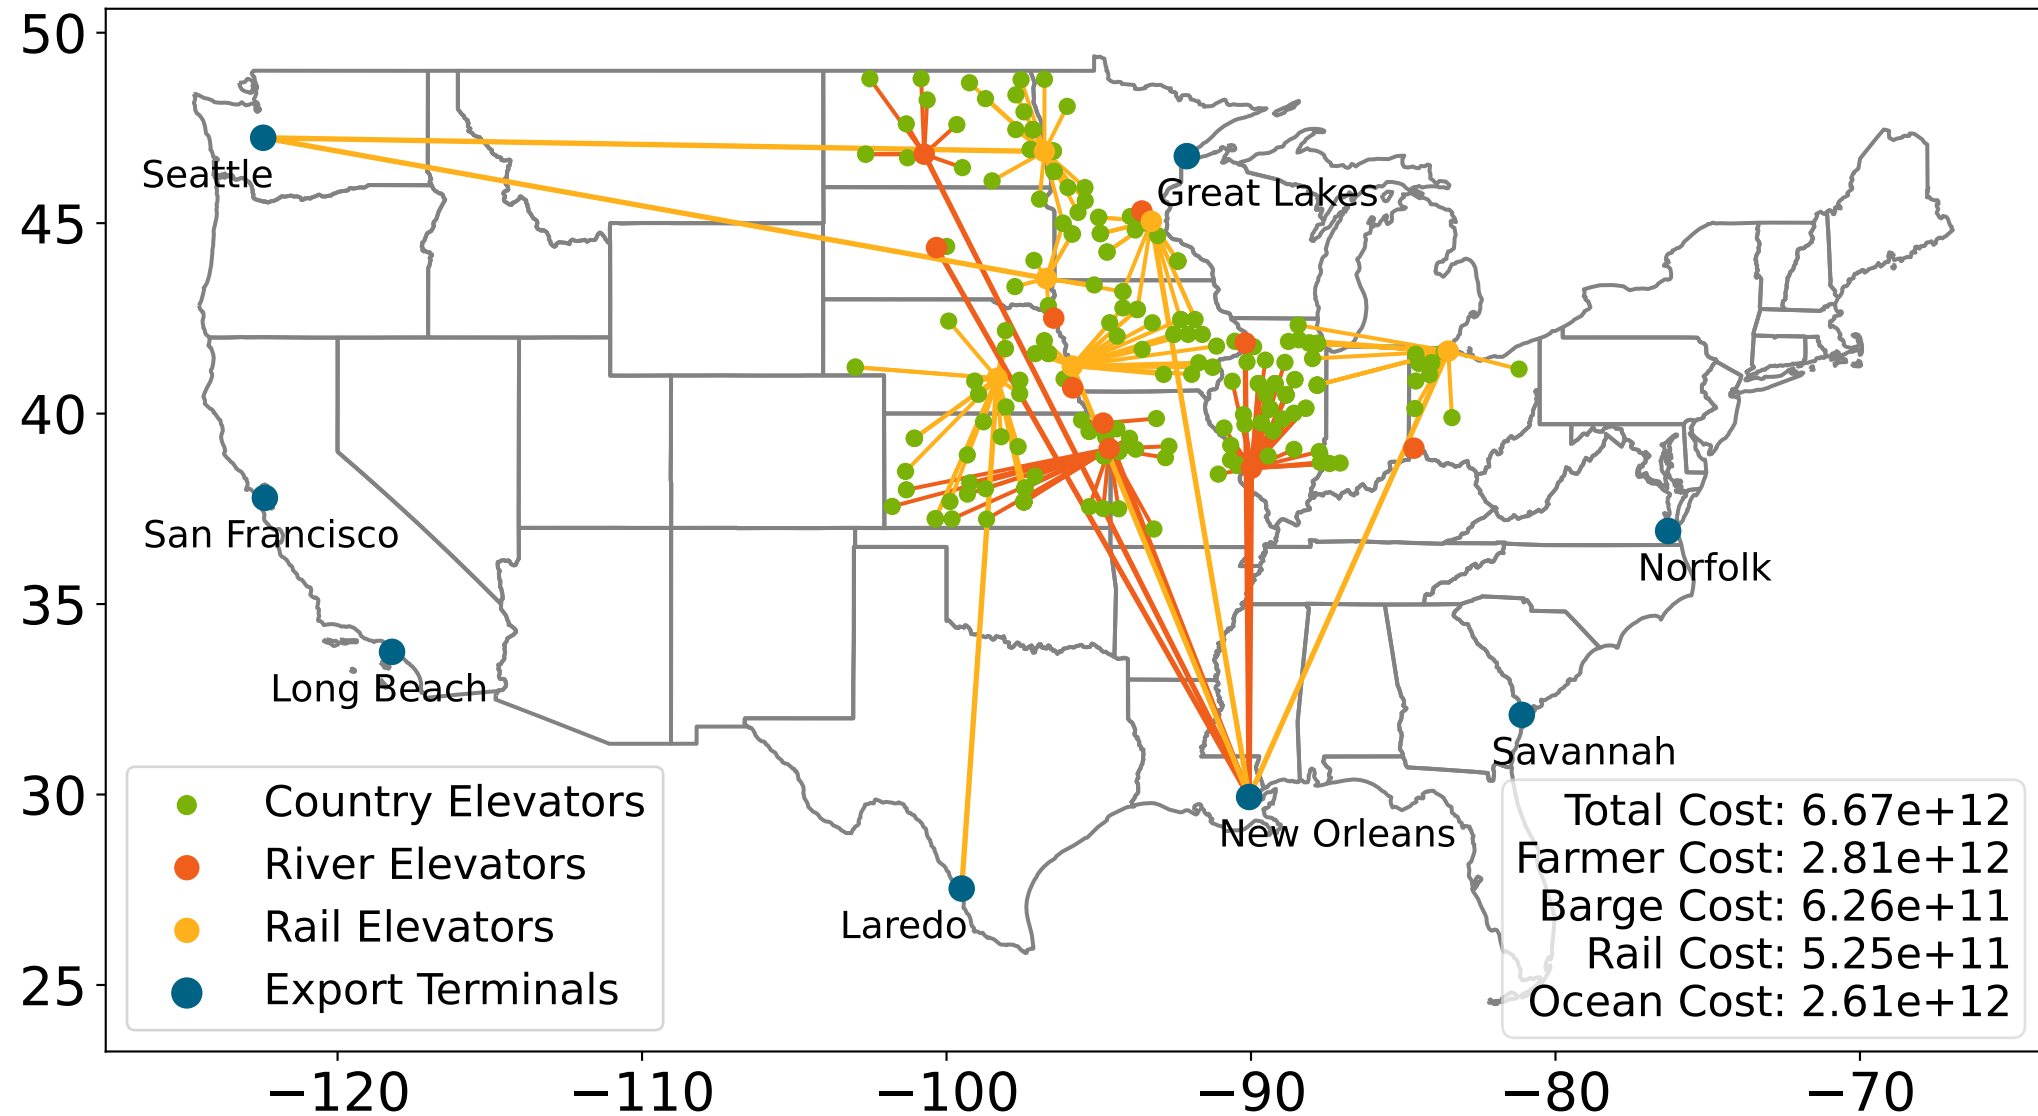 50
45
40
35
30
25
−120
−110
−100
−90
−80
−70
Seattle
Great Lakes
San Francisco
Norfolk
Long Beach
Savannah
New Orleans
Laredo
Country Elevators
River Elevators
Rail Elevators
Export Terminals
Total Cost: 6.67e+12
Farmer Cost: 2.81e+12
Barge Cost: 6.26e+11
Rail Cost: 5.25e+11
Ocean Cost: 2.61e+12